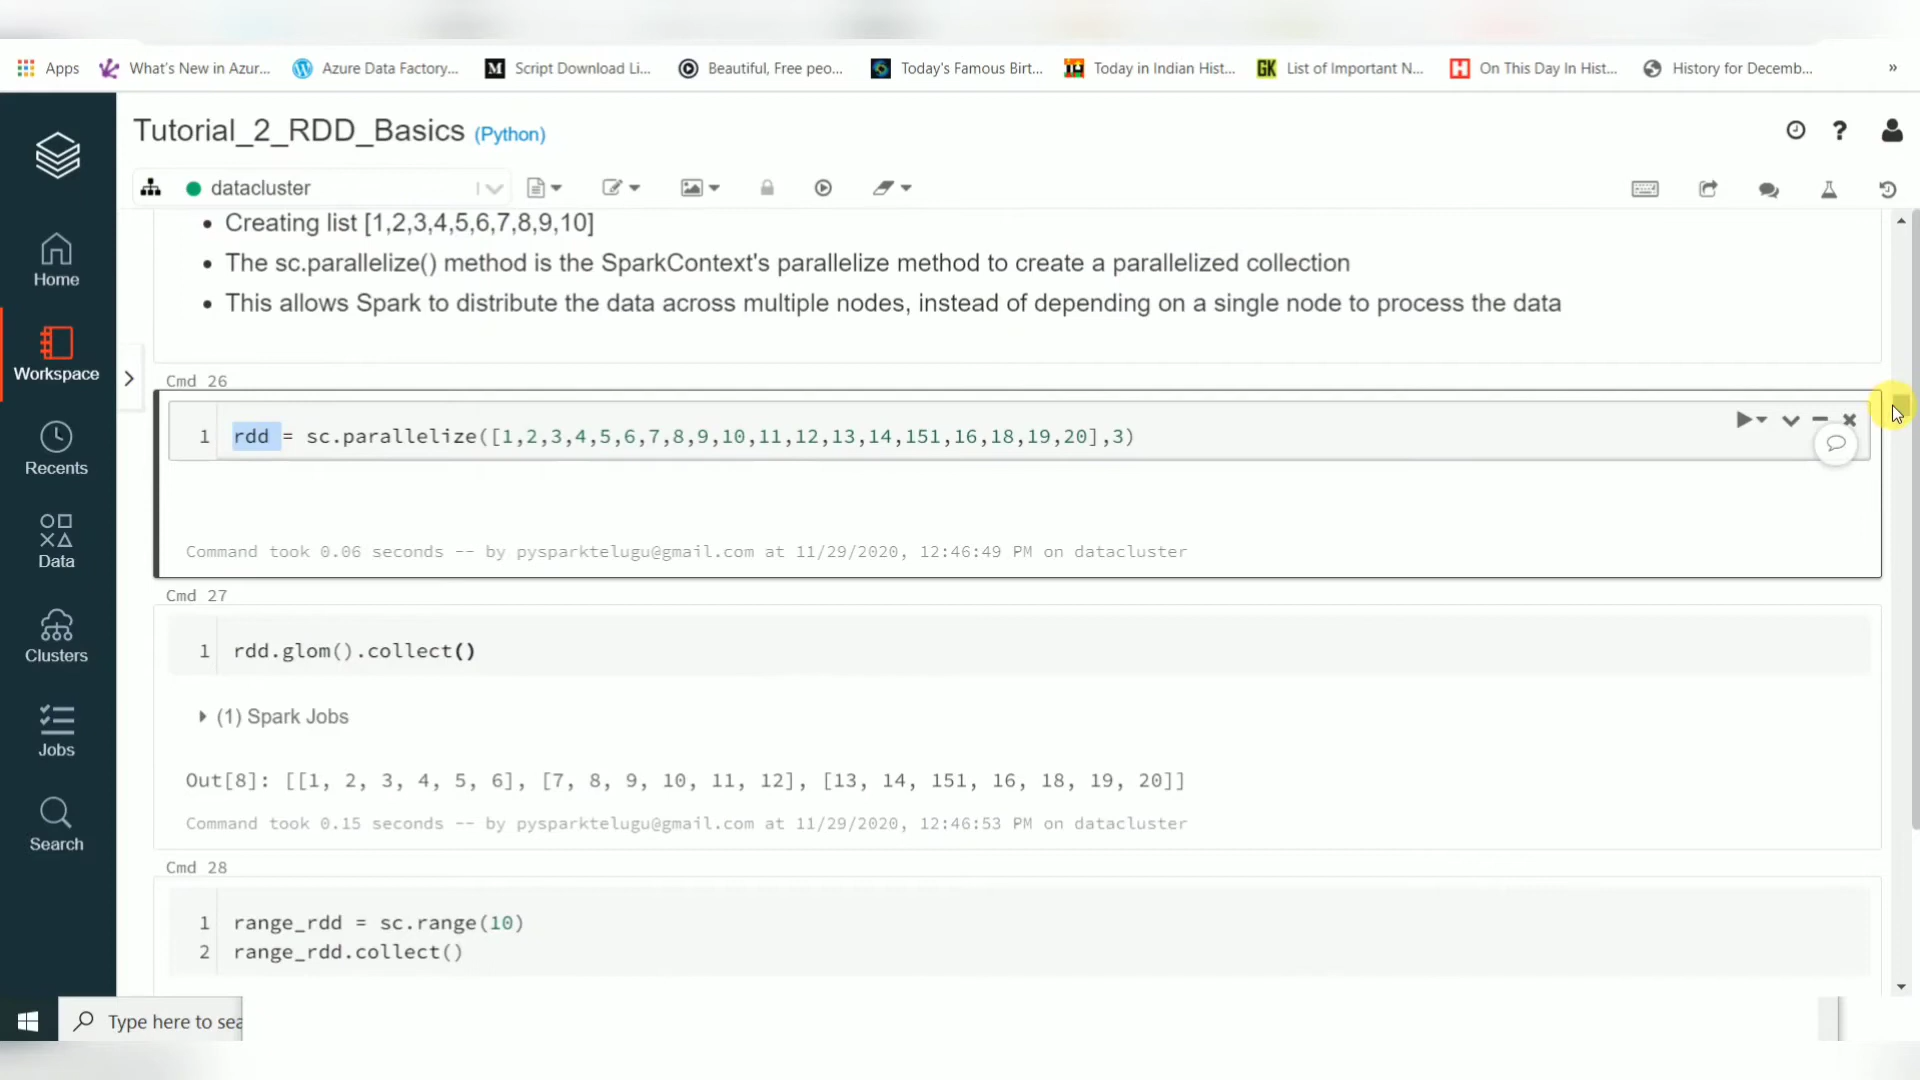 Apps What's New in Azur... Azure Data Factory... Script Download Li... Beautiful, Free peo... Today's Famous Birt... Today in Indian Hist... List of Important N... On This Day In Hist... History for Decemb... »
Tutorial_2_RDD_Basics (Python)
datacluster
Home
Workspace
Recents
Data
Clusters
Jobs
Search
• Creating list [1,2,3,4,5,6,7,8,9,10]
• The sc.parallelize() method is the SparkContext's parallelize method to create a parallelized collection
• This allows Spark to distribute the data across multiple nodes, instead of depending on a single node to process the data
Cmd 26
1 rdd = sc.parallelize([1,2,3,4,5,6,7,8,9,10,11,12,13,14,151,16,18,19,20],3)
Command took 0.06 seconds -- by pysparktelugu@gmail.com at 11/29/2020, 12:46:49 PM on datacluster
Cmd 27
1 rdd.glom().collect()
(1) Spark Jobs
Out[8]: [[1, 2, 3, 4, 5, 6], [7, 8, 9, 10, 11, 12], [13, 14, 151, 16, 18, 19, 20]]
Command took 0.15 seconds -- by pysparktelugu@gmail.com at 11/29/2020, 12:46:53 PM on datacluster
Cmd 28
1 range_rdd = sc.range(10)
2 range_rdd.collect()
Type here to sea